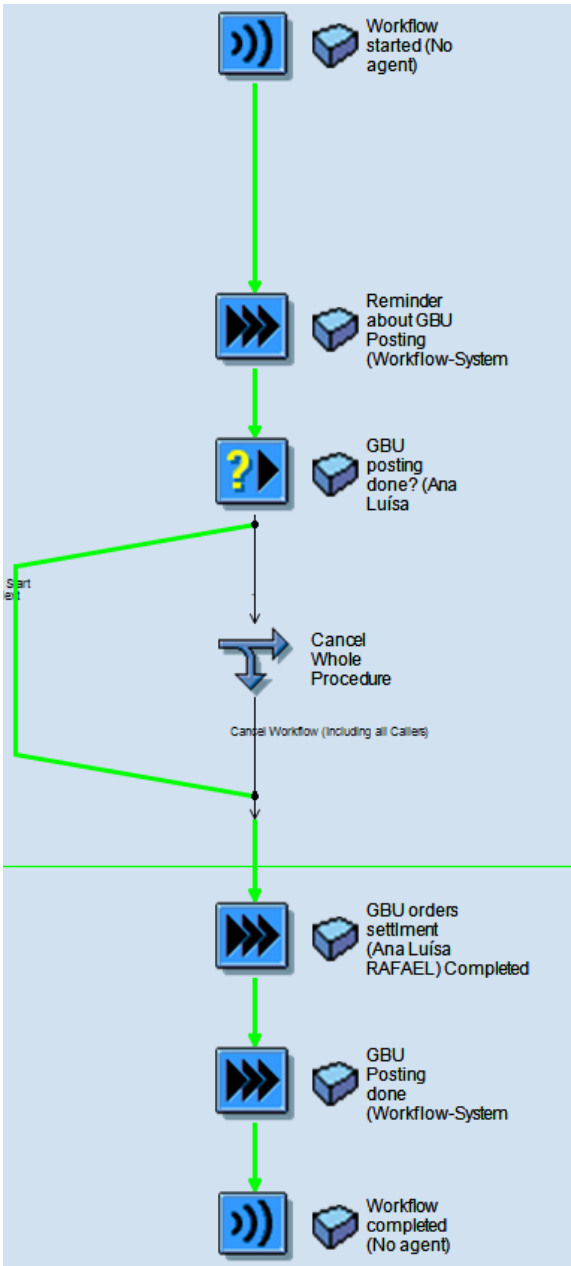 Workflow
started (No
agent)
Reminder
about GBU
Posting
(Workflow-System
GBU
posting
done? (Ana
Luísa
Start
Cancel
Whole
Procedure
Cancel Workflow (Including all Callers)
GBU orders
settlment
(Ana Luísa
RAFAEL) Completed
GBU
Posting
done
(Workflow-System
Workflow
completed
(No agent)